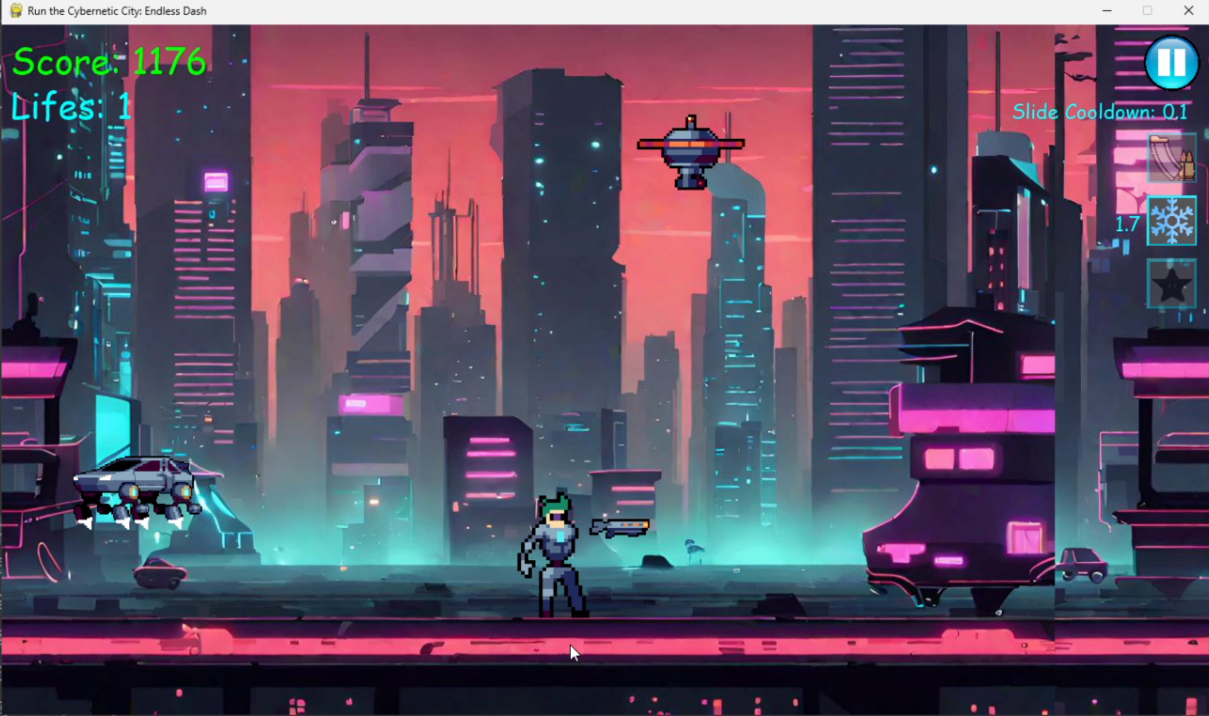 Run the Cybernetic City: Endless Dash
Score: 1176
Lifes: 1
Slide Cooldown: 0.1
1.7